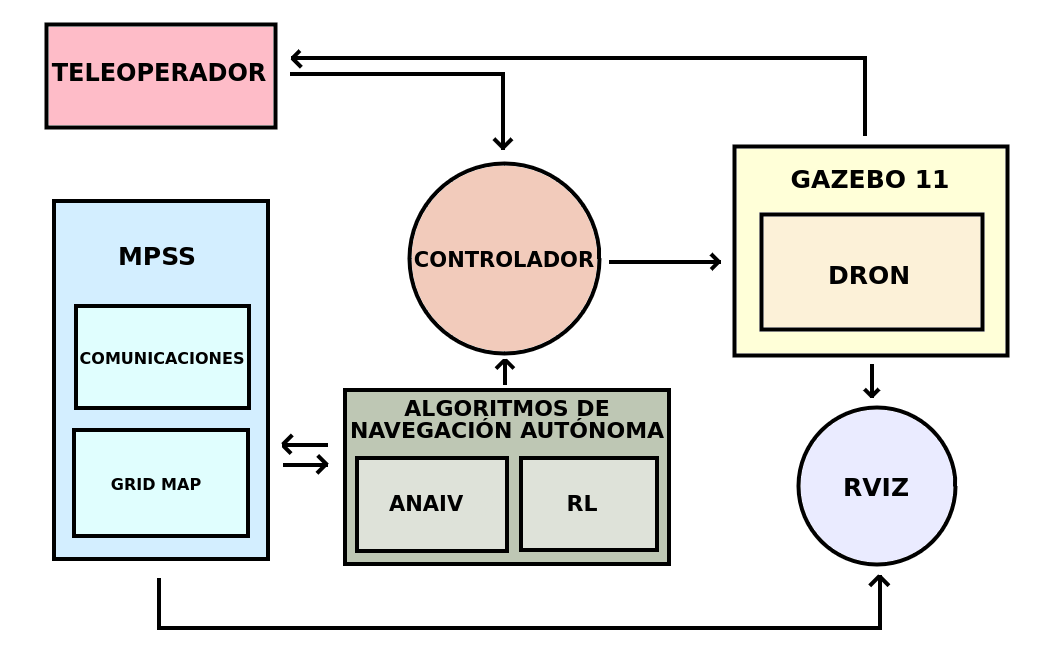 TELEOPERADOR
GAZEBO 11
DRON
CONTROLADOR
MPSS
COMUNICACIONES
GRID MAP
ALGORITMOS DE
NAVEGACIÓN AUTÓNOMA
ANAIV
RL
RVIZ